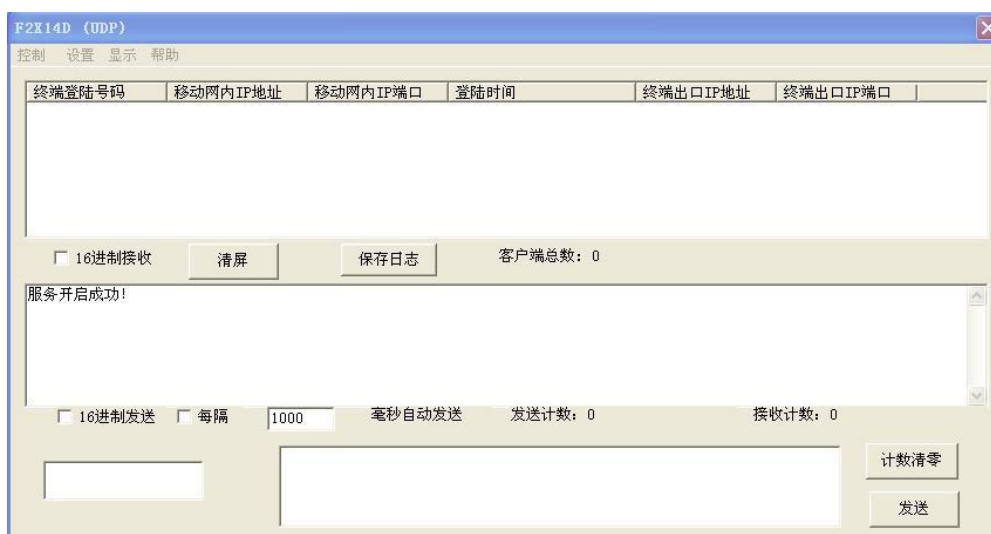 F2X14D (UDP)
控制 设置 显示 帮助
终端登陆号码 移动网内IP地址 移动网内IP端口 登陆时间 终端出口IP地址 终端出口IP端口
16进制接收 清屏 保存日志 客户端总数: 0
服务开启成功!
16进制发送 每隔 1000 毫秒自动发送 发送计数: 0 接收计数: 0
计数清零
发送